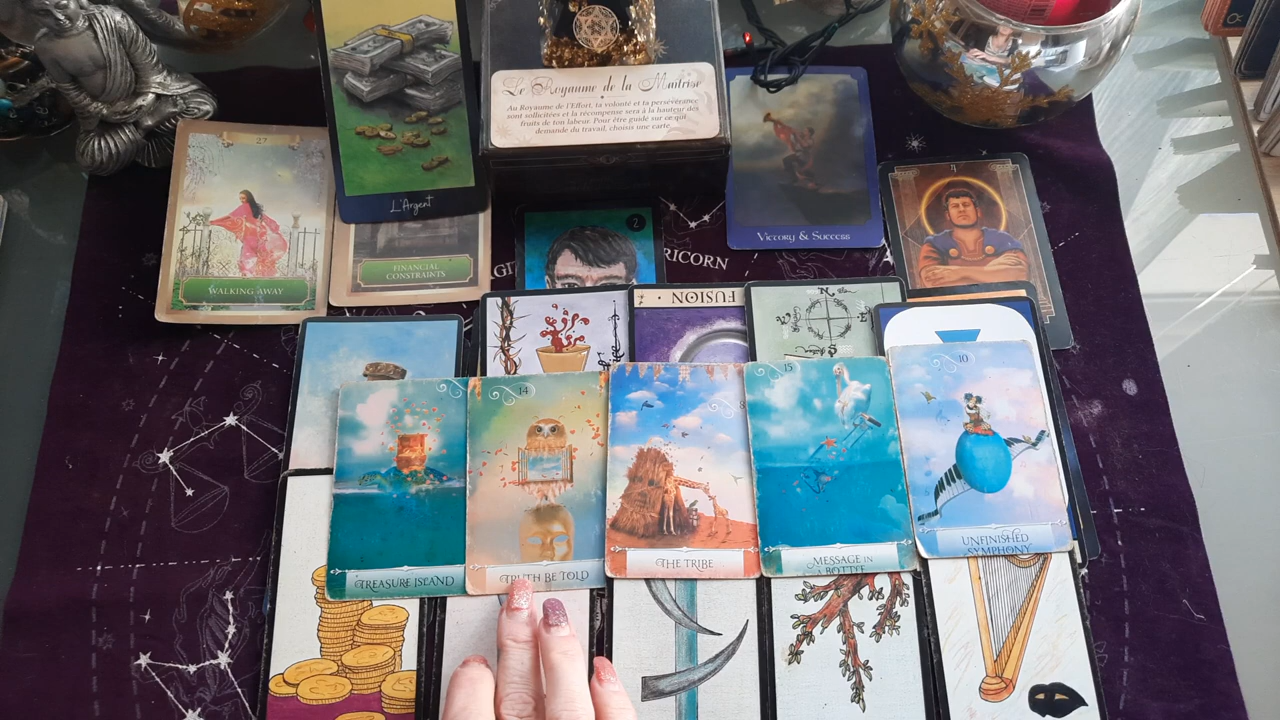 Le Royaume de la Maîtrise
Au Royaume de l'Effort, ta volonté et ta persévérance
sont sollicitées et la récompense sera à la hauteur des
fruits de ton labeur. Pour être guidé sur ce qui
demande du travail, choisis une carte.
27
WALKING AWAY
L'Argent
FINANCIAL
CONSTRAINTS
2
VICTORY & SUCCESS
RICORN
FUSION
N
TREASURE ISLAND
14
TRUTH BE TOLD
8
THE TRIBE
15
MESSAGE IN
A BOTTLE
10
UNFINISHED
SYMPHONY